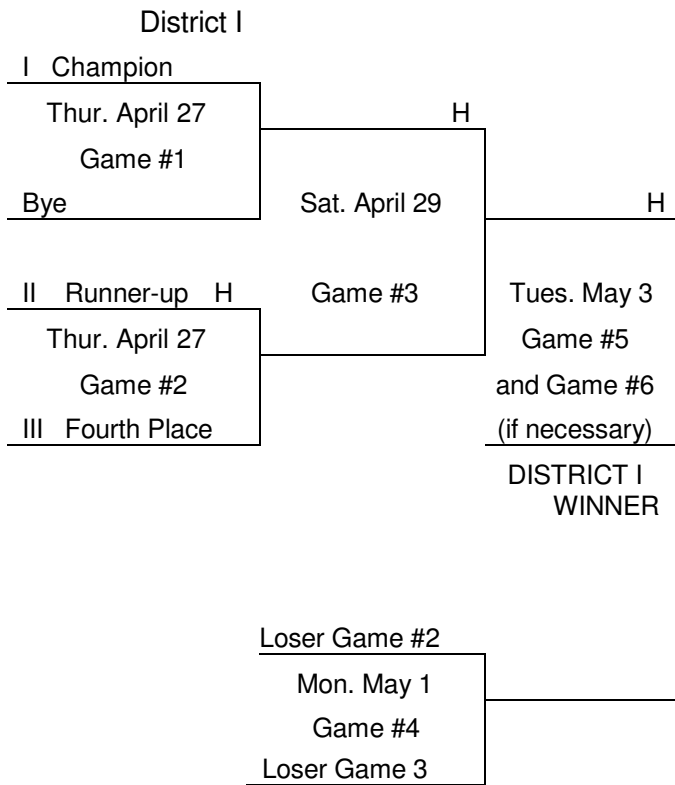 District I
I Champion
Thur. April 27
H
Game #1
Bye
Sat. April 29
H
II Runner-up H
Game #3
Tues. May 3
Thur. April 27
Game #5
Game #2
and Game #6
III Fourth Place
(if necessary)
DISTRICT I
WINNER
Loser Game #2
Mon. May 1
Game #4
Loser Game 3